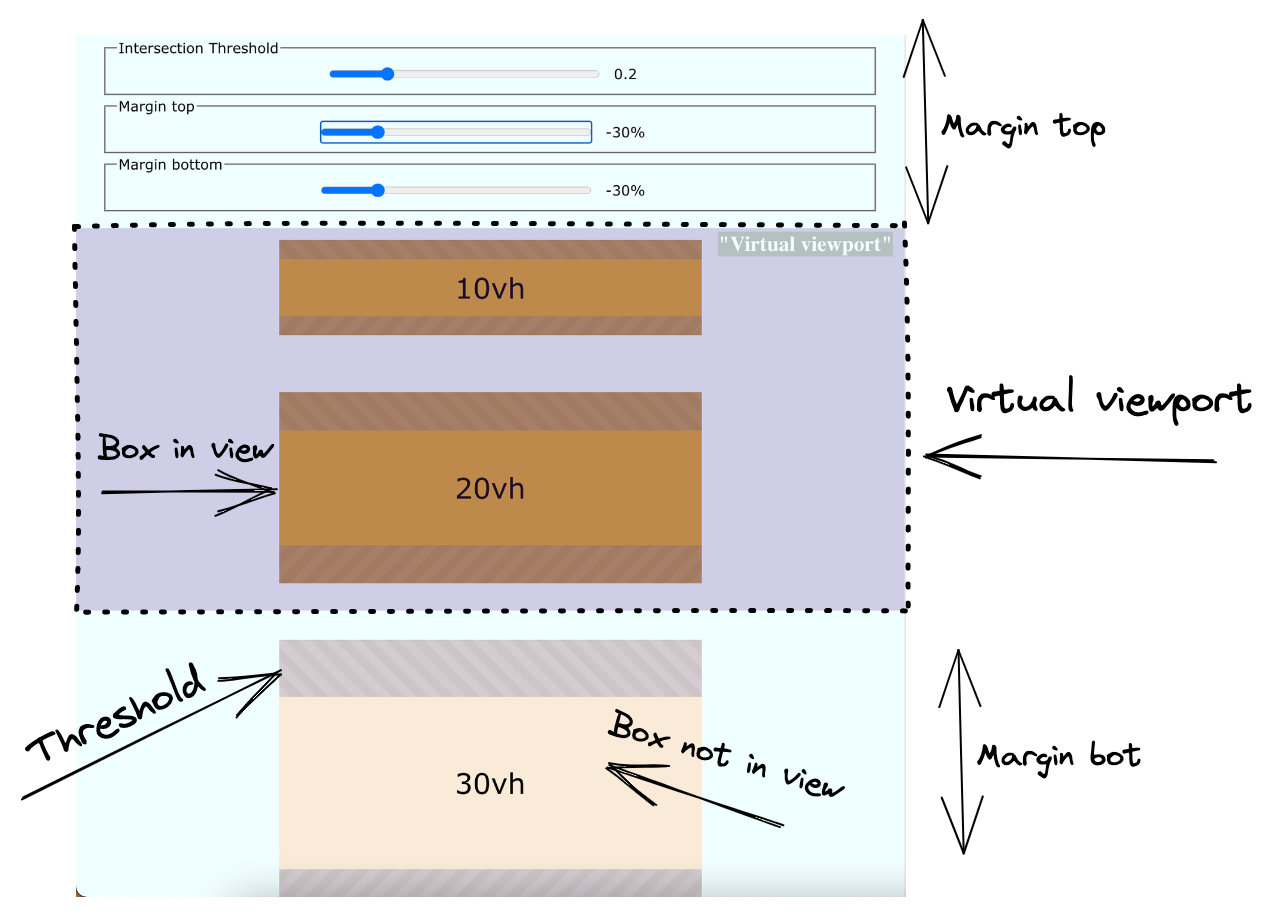 Intersection Threshold
0.2
Margin top
-30%
Margin bottom
-30%
Margin top
"Virtual viewport"
10vh
Virtual viewport
Box in view
20vh
Threshold
Box not in view
30vh
Margin bot